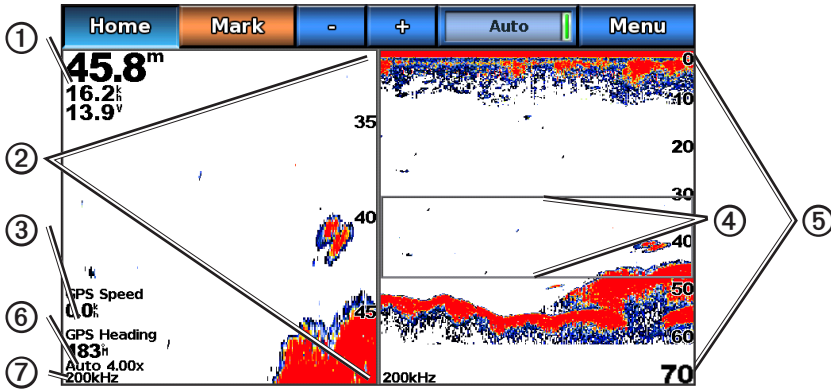 Home Mark - + Auto Menu
① 45.8m
16.2kh
13.9V
②
③
GPS Speed
0.0kh
⑥
GPS Heading
183°M
Auto 4.00x
⑦ 200kHz
35
40
45
0
10
20
30
40
50
60
70
200kHz
④
⑤